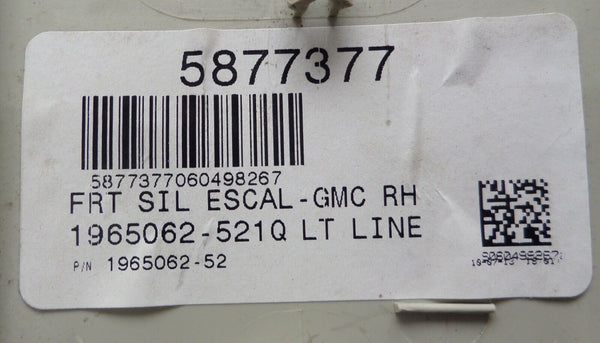 5877377
5877377060498267
FRT SIL ESCAL-GMC RH
1965062-521Q LT LINE
P/N 1965062-52